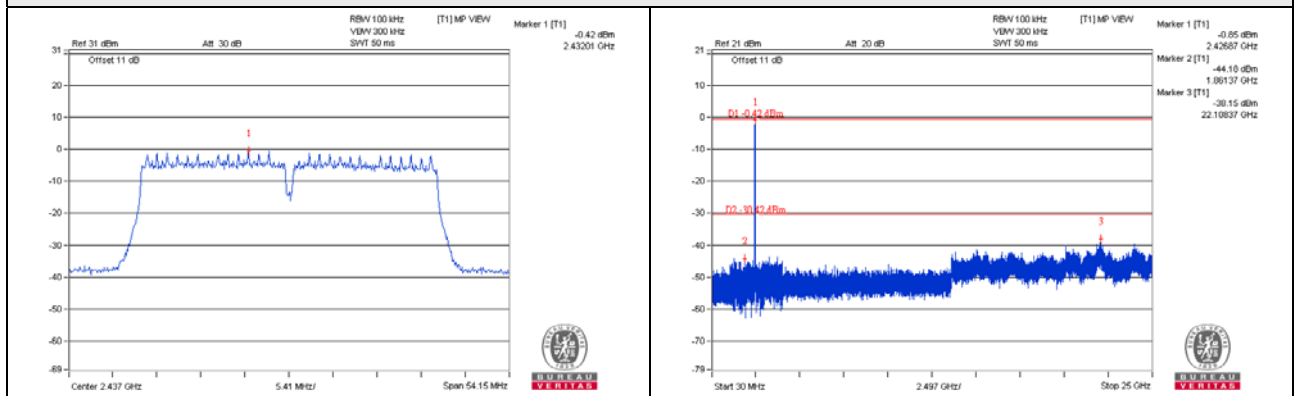 RBW 100 kHz [T1] MP VIEW
VBW 300 kHz
SWT 50 ms
Ref 31 dBm Att 30 dB
Marker 1 [T1]
-0.42 dBm
2.43201 GHz
Offset 11 dB
31
20
10
0
-10
-20
-30
-40
-50
-60
-69
1
Center 2.437 GHz 5.41 MHz/ Span 54.15 MHz
BUREAU VERITAS
1828
BUREAU
VERITAS
RBW 100 kHz [T1] MP VIEW
VBW 300 kHz
SWT 50 ms
Ref 21 dBm Att 20 dB
Marker 1 [T1]
-0.85 dBm
2.42687 GHz
Marker 2 [T1]
-44.18 dBm
1.86137 GHz
Marker 3 [T1]
-38.15 dBm
22.10837 GHz
Offset 11 dB
21
10
0
-10
-20
-30
-40
-50
-60
-70
-79
1
D1 -0.42 dBm
D2 -30.42 dBm
2
3
Start 30 MHz 2.497 GHz/ Stop 25 GHz
BUREAU VERITAS
1828
BUREAU
VERITAS